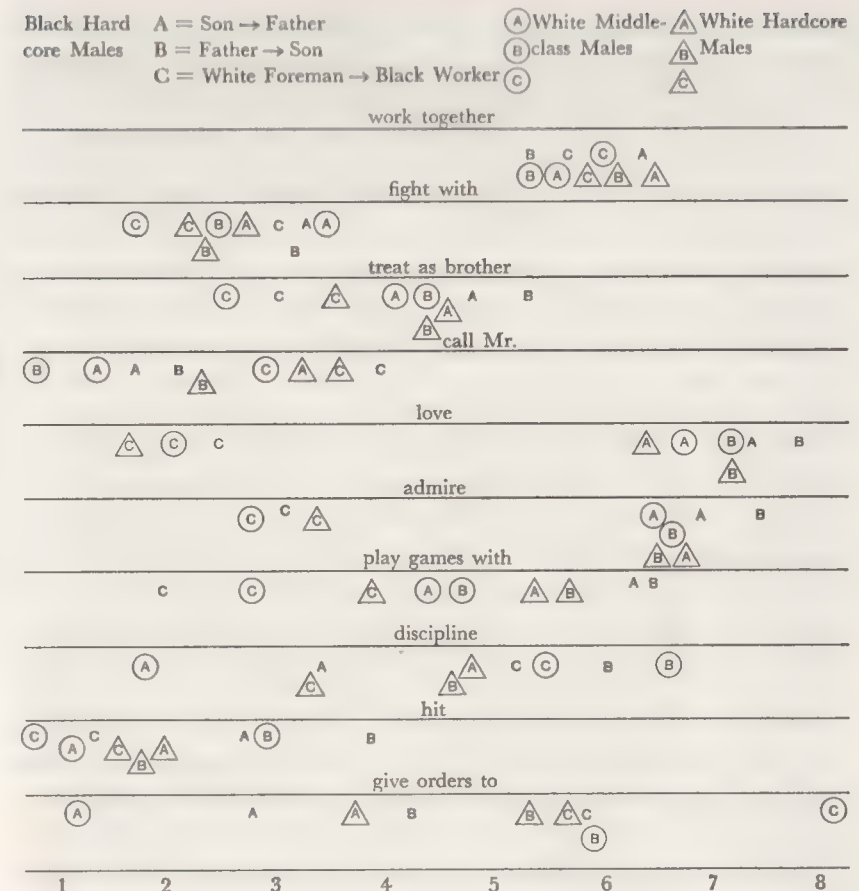 Black Hard A = Son → Father Ⓐ White Middle- A White Hardcore
core Males B = Father → Son Ⓑ class Males B Males
C = White Foreman → Black Worker Ⓒ C
work together
B C Ⓒ A
Ⓑ Ⓐ C B A
fight with
Ⓒ C Ⓑ A C A Ⓐ
B B
treat as brother
Ⓒ C C Ⓐ Ⓑ A B
A
B
call Mr.
Ⓑ Ⓐ A B Ⓒ A C C
B
love
C Ⓒ C A Ⓐ Ⓑ A B
B
admire
Ⓒ C C Ⓐ A B
Ⓑ
B A
play games with
C Ⓒ C Ⓐ Ⓑ A B A B
discipline
Ⓐ A A C Ⓒ B Ⓑ
C B
hit
Ⓒ C A Ⓑ B
Ⓐ C A
B
give orders to
Ⓐ A A B B C C Ⓒ
Ⓑ
1 2 3 4 5 6 7 8